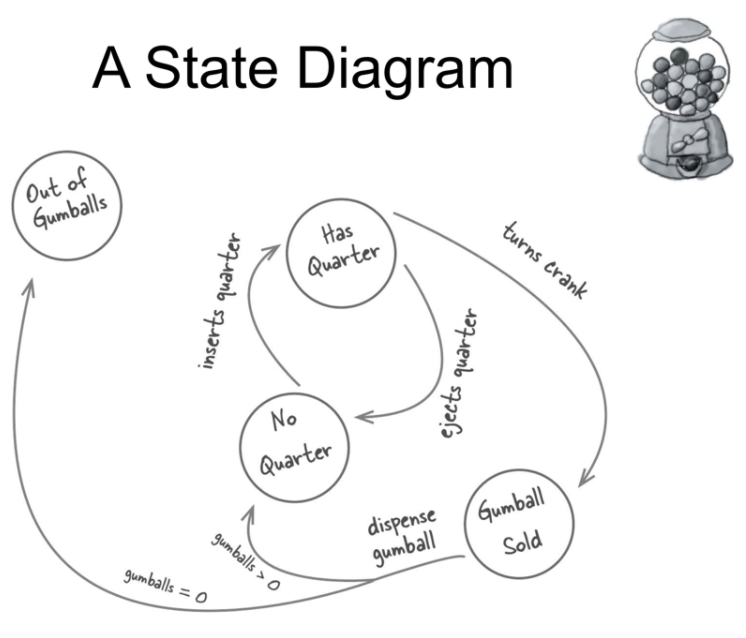 A State Diagram
Out of
Gumballs
Has
Quarter
turns crank
inserts quarter
ejects quarter
No
Quarter
Gumball
Sold
dispense
gumball
gumballs > 0
gumballs = 0